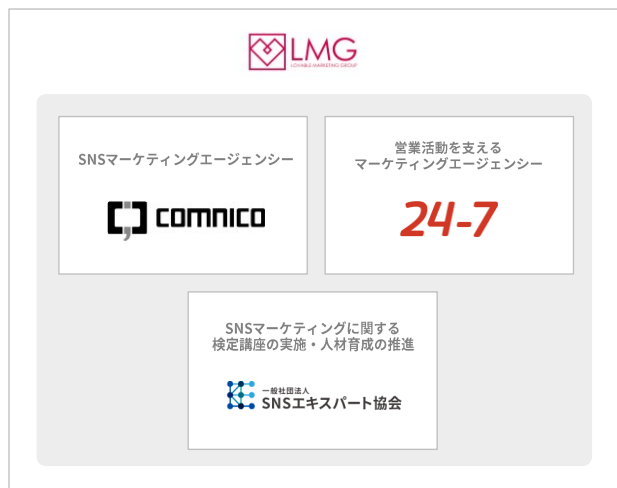 LMG
LOVABLE MARKETING GROUP
SNSマーケティングエージェンシー
comnico
営業活動を支える
マーケティングエージェンシー
24-7
SNSマーケティングに関する
検定講座の実施・人材育成の推進
一般社団法人
SNSエキスパート協会